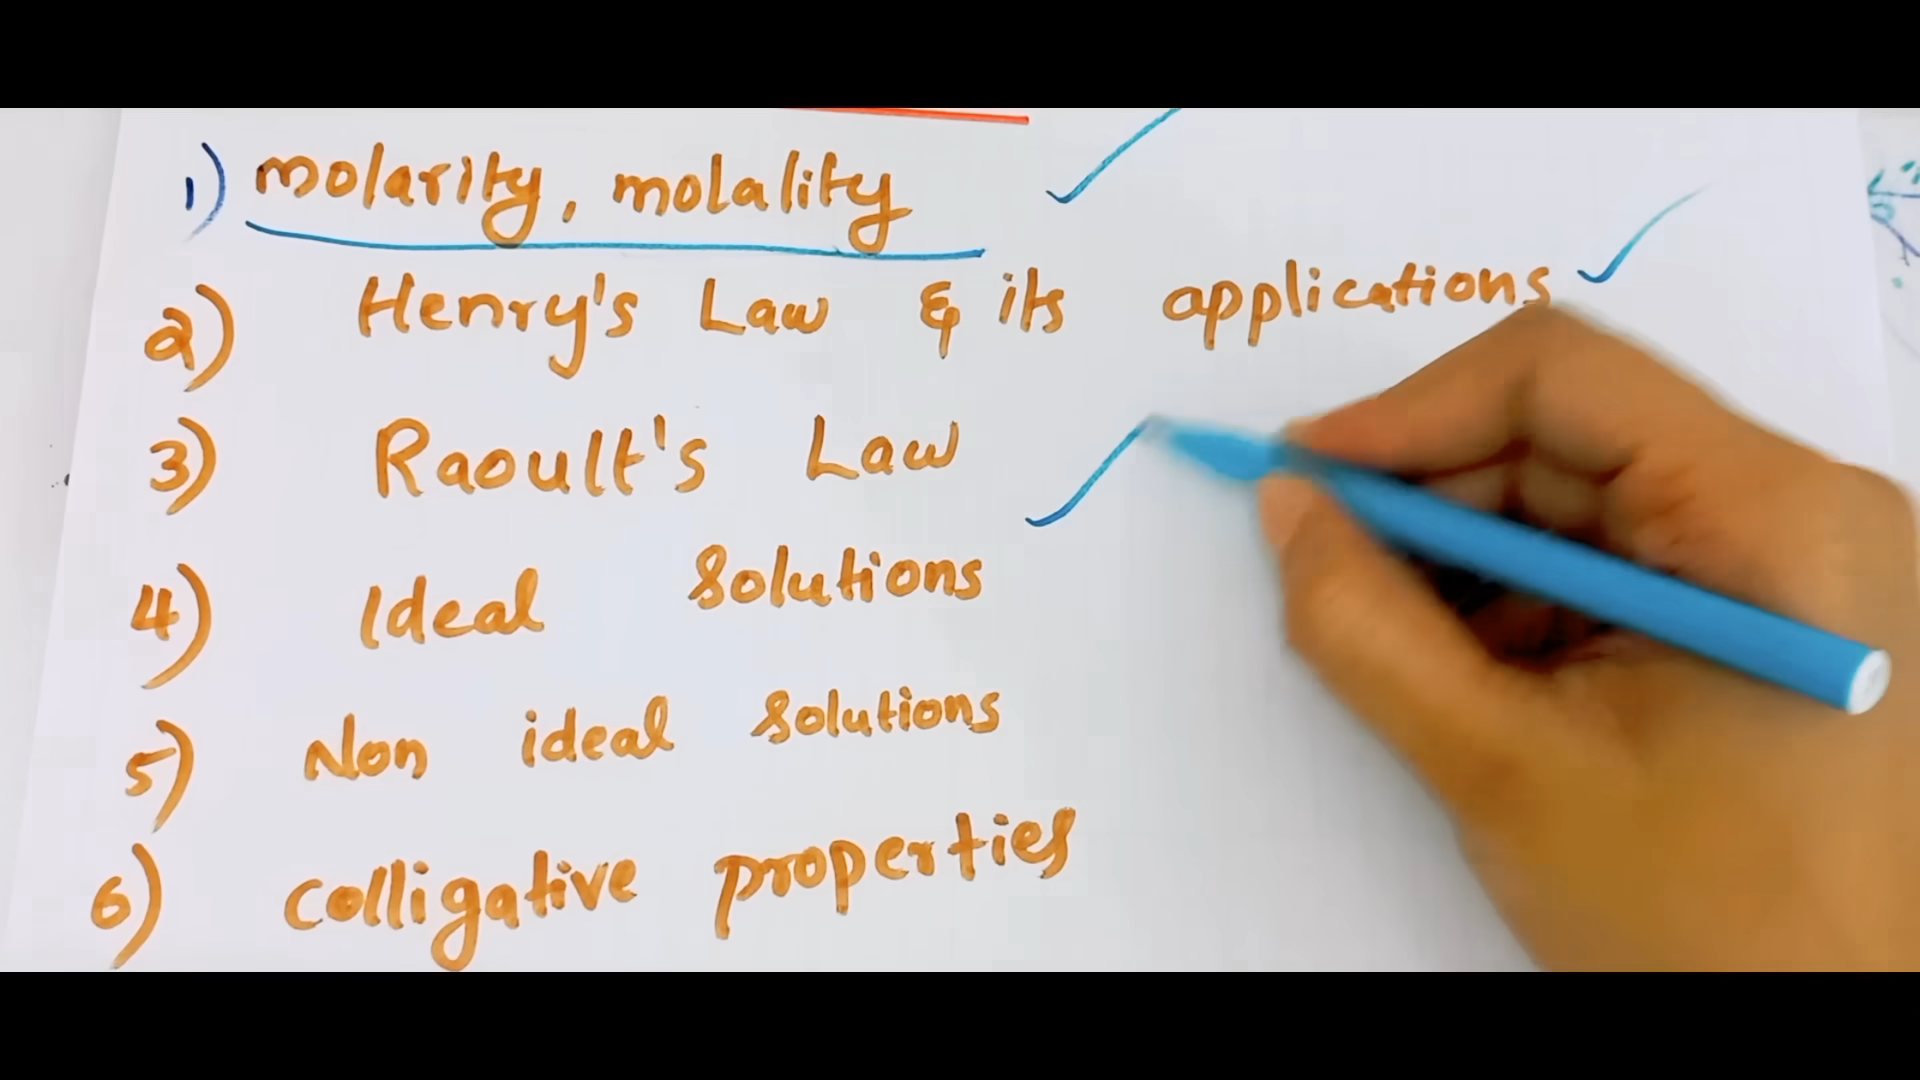 1) molarity, molality
2) Henry's Law & its applications
3) Raoult's Law
4) Ideal solutions
5) Non ideal solutions
6) colligative properties